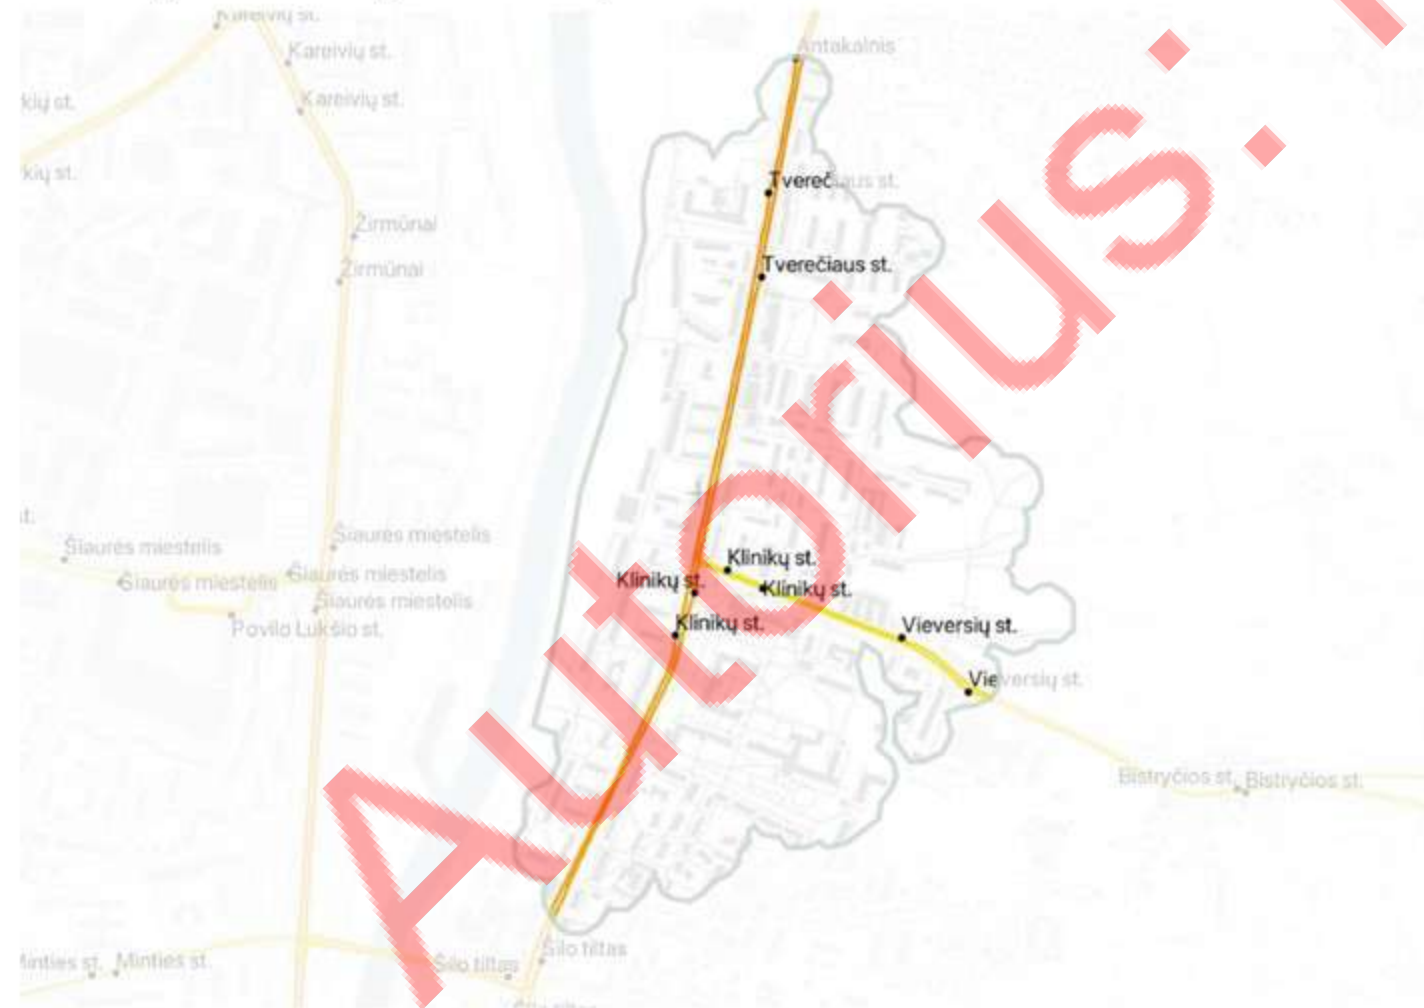 Kareivių st.
Kareivių st.
Antakalnis
kių st.
Kareivių st.
kių st.
Tverečiaus st.
Žirmūnai
Tverečiaus st.
Žirmūnai
Šiaurės miestelis
Šiaurės miestelis
Klinikų st.
Šiaurės miestelis
Šiaurės miestelis
Klinikų st.
Klinikų st.
Šiaurės miestelis
Povilo Lukšio st.
Klinikų st.
Vieversių st.
Vieversių st.
Bistryčios st.
Bistryčios st.
Šilo tiltas
Minties st.
Minties st.
Šilo tiltas
Autorius: